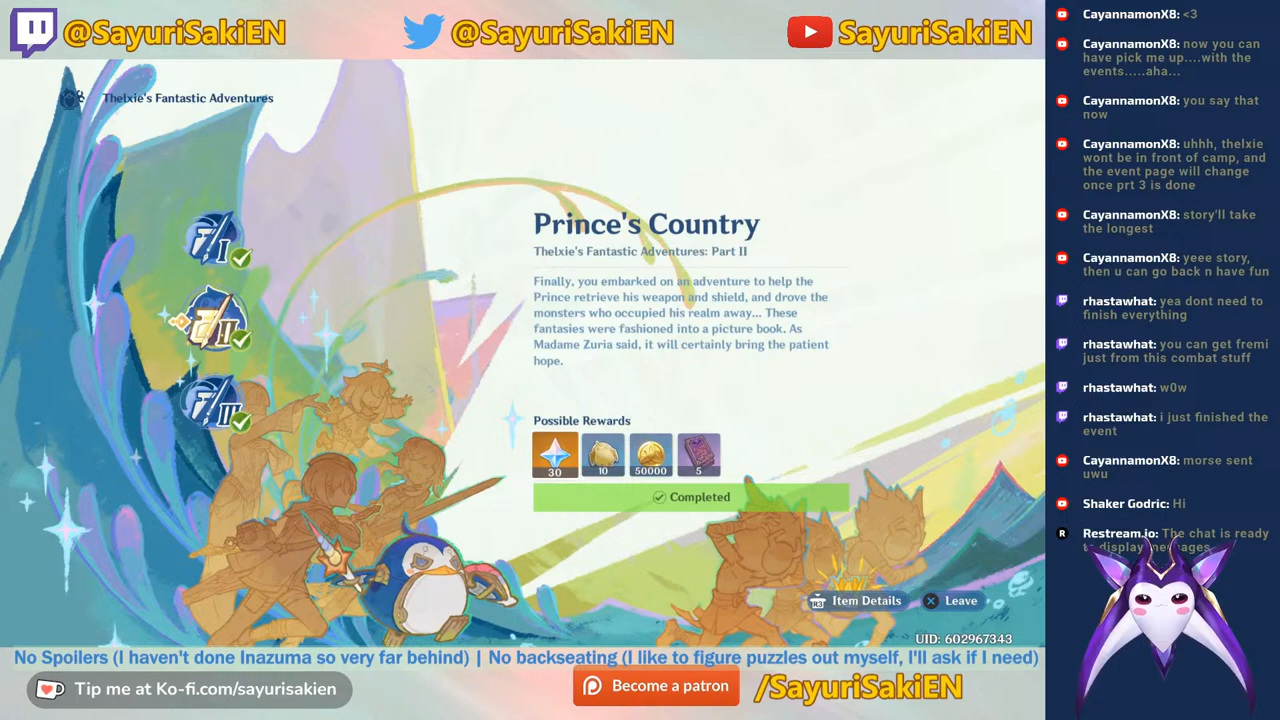 @SayuriSakiEN
@SayuriSakiEN
SayuriSakiEN
Thelxie's Fantastic Adventures
I
II
III
Prince's Country
Thelxie's Fantastic Adventures: Part II
Finally, you embarked on an adventure to help the
Prince retrieve his weapon and shield, and drove the
monsters who occupied his realm away... These
fantasies were fashioned into a picture book. As
Madame Zuria said, it will certainly bring the patient
hope.
Possible Rewards
30
10
50000
5
Completed
R3
Item Details
Leave
UID: 602967343
No Spoilers (I haven't done Inazuma so very far behind) | No backseating (I like to figure puzzles out myself, I'll ask if I need)
Tip me at Ko-fi.com/sayurisakien
Become a patron
/SayuriSakiEN
CayannamonX8: <3
CayannamonX8: now you can
have pick me up....with the
events.....aha...
CayannamonX8: you say that
now
CayannamonX8: uhhh, thelxie
wont be in front of camp, and
the event page will change
once prt 3 is done
CayannamonX8: story'll take
the longest
CayannamonX8: yeee story,
then u can go back n have fun
rhastawhat: yea dont need to
finish everything
rhastawhat: you can get fremi
just from this combat stuff
rhastawhat: w0w
rhastawhat: i just finished the
event
CayannamonX8: morse sent
uwu
Shaker Godric: Hi
R
Restream.io: The chat is ready
to display messages